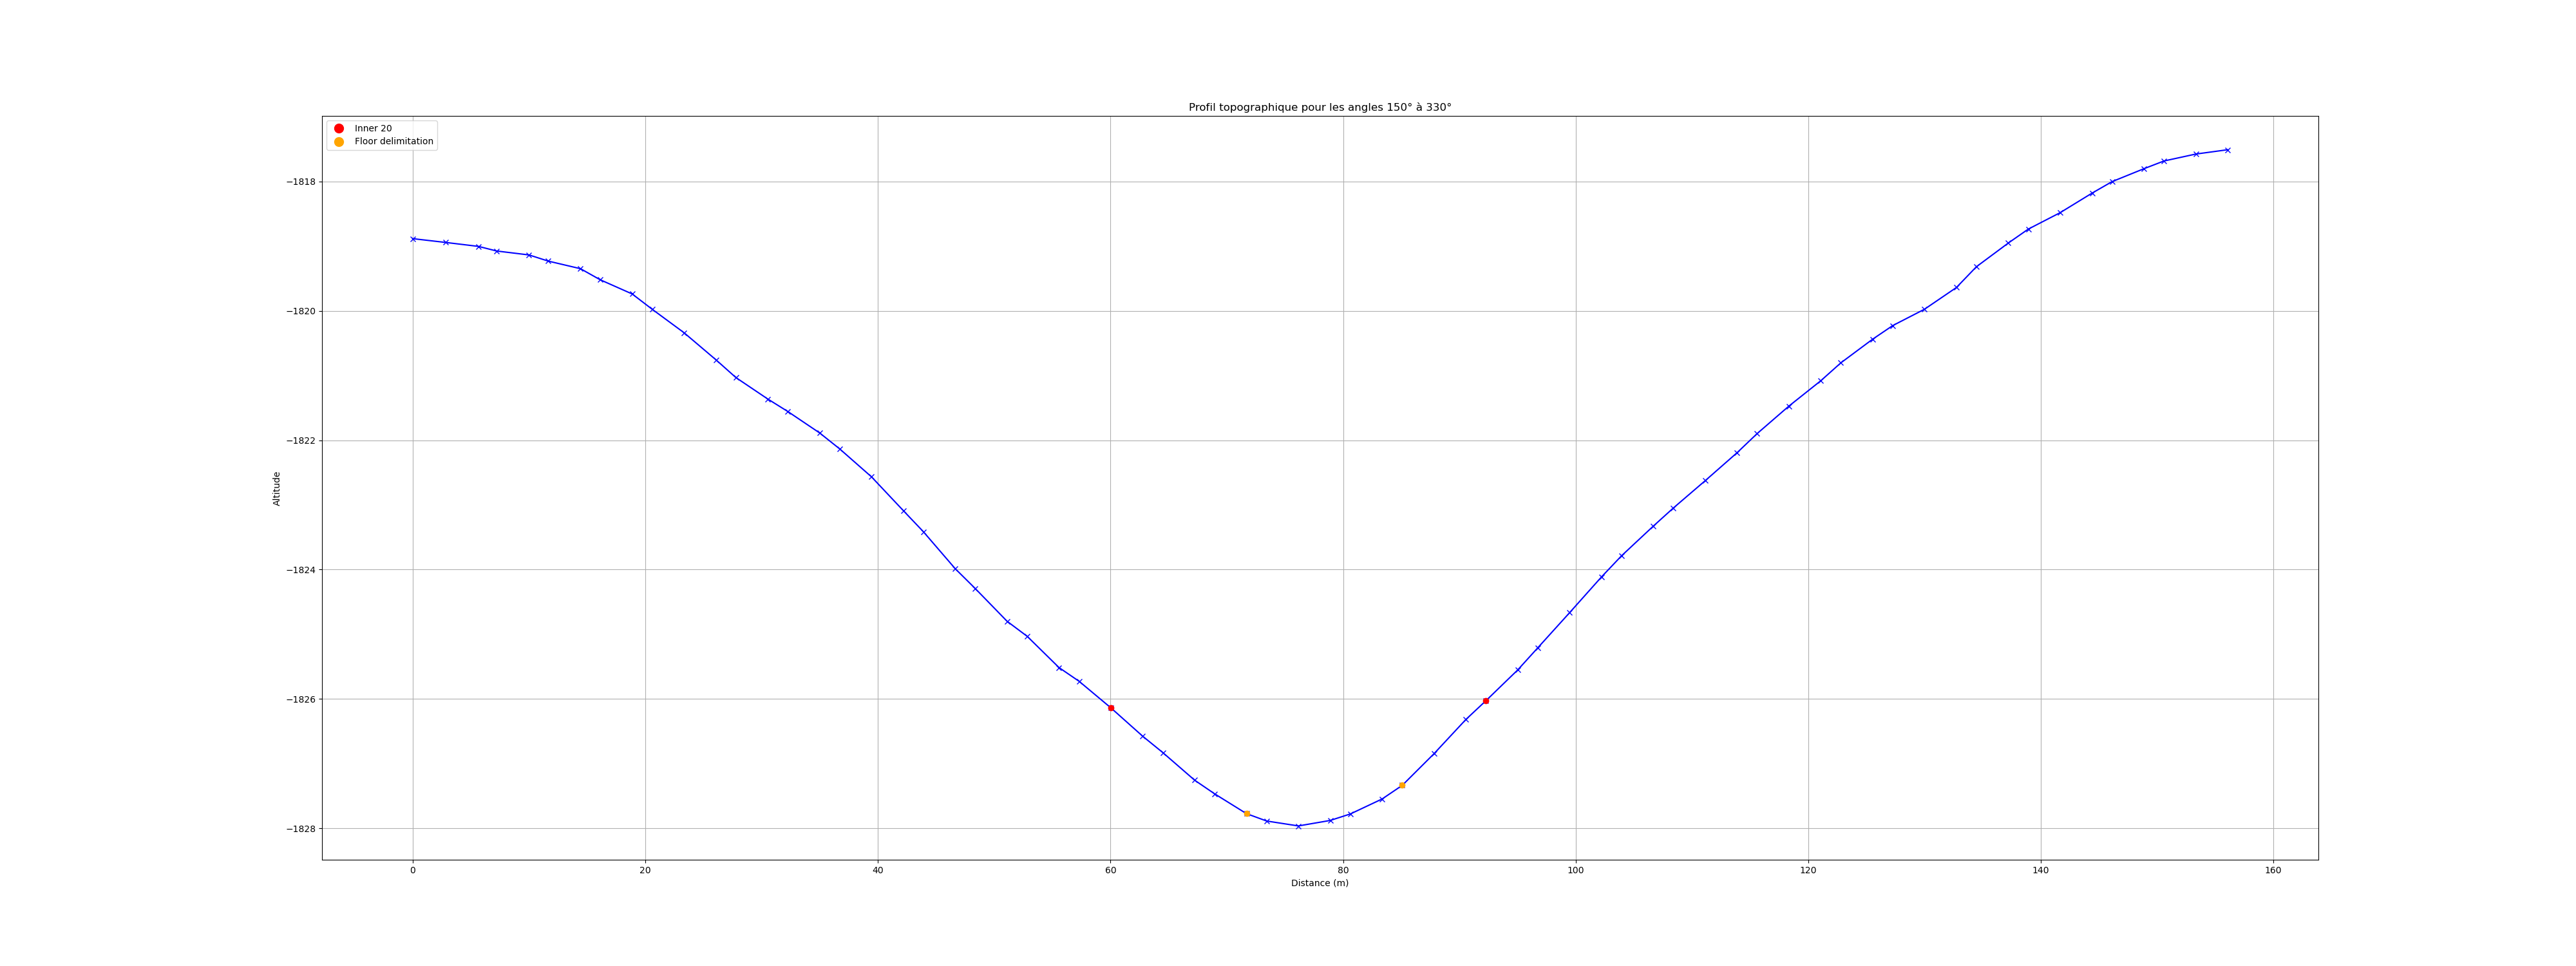 Profil topographique pour les angles 150° à 330°
Inner 20
Floor delimitation
−1818
−1820
−1822
−1824
−1826
−1828
Altitude
0 20 40 60 80 100 120 140 160
Distance (m)